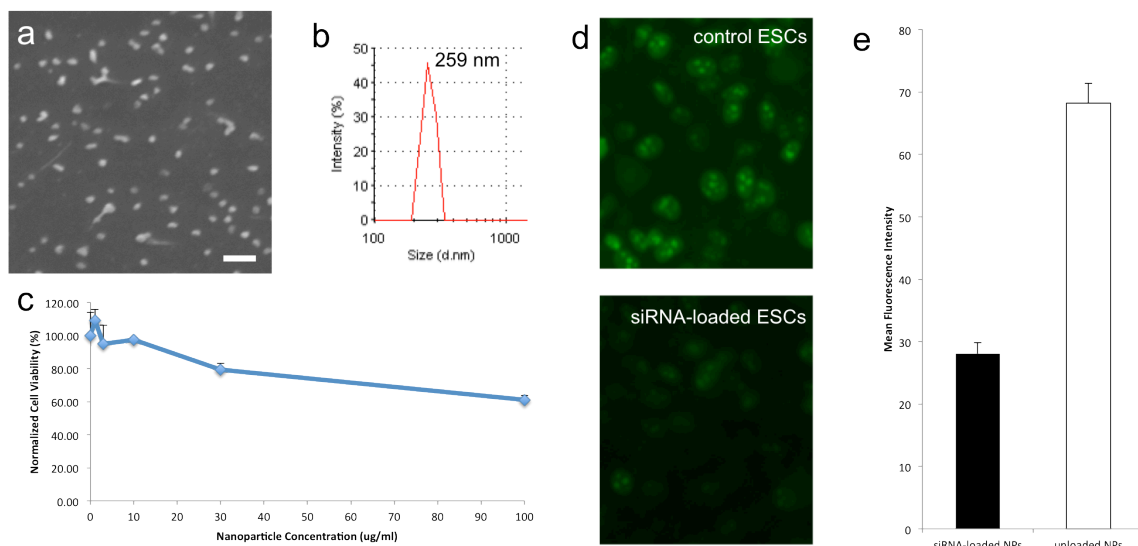 a
b
259 nm
50
40
30
20
10
0
Intensity (%)
100
1000
Size (d.nm)
c
120.00
100.00
80.00
60.00
40.00
20.00
0.00
Normalized Cell Viability (%)
0 10 20 30 40 50 60 70 80 90 100
Nanoparticle Concentration (ug/ml)
d
control ESCs
siRNA-loaded ESCs
e
80
70
60
50
40
30
20
10
0
Mean Fluorescence Intensity
siRNA-loaded NPs
unloaded NPs